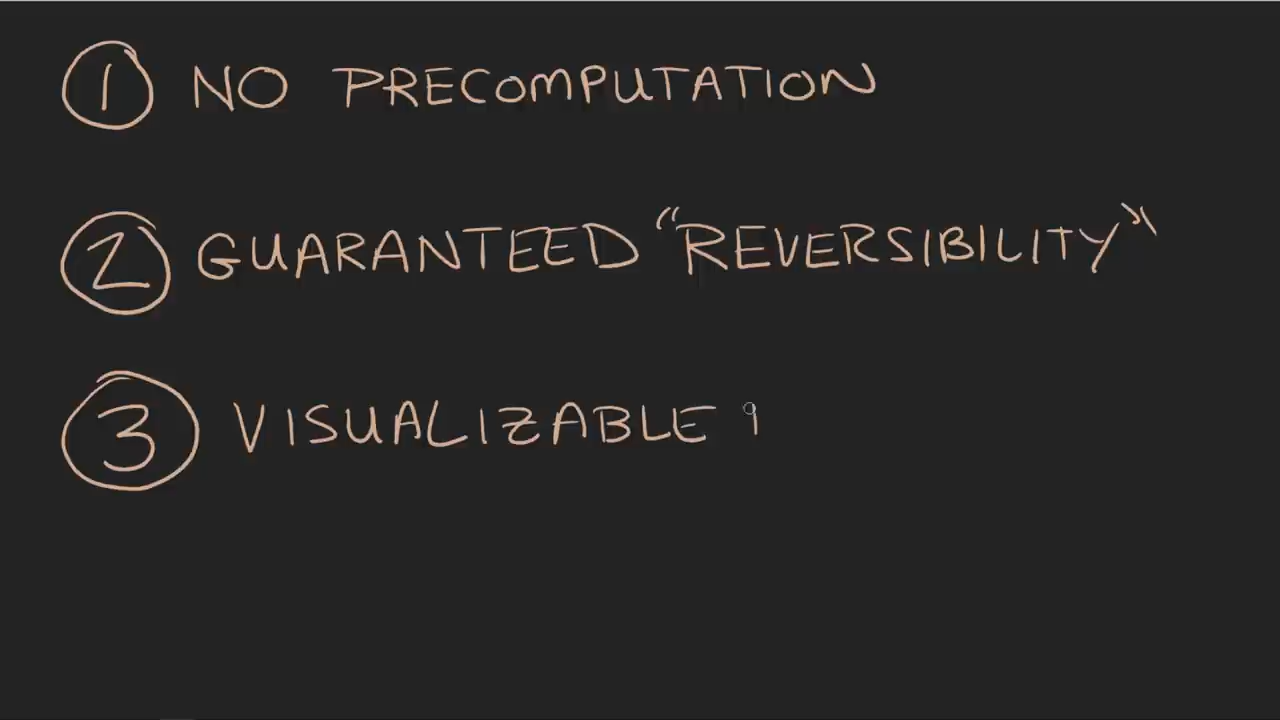 1 NO PRECOMPUTATION
2 GUARANTEED "REVERSIBILITY"
3 VISUALIZABLE